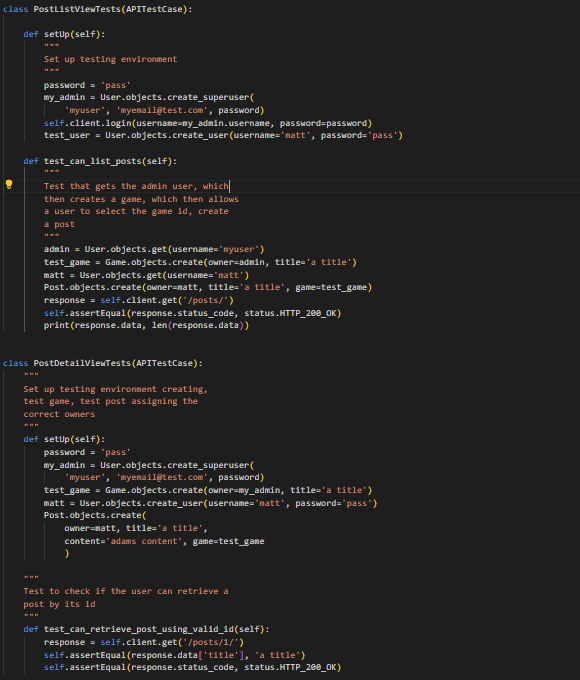 class PostListViewTests(APITestCase):
def setUp(self):
"""
Set up testing environment
"""
password = 'pass'
my_admin = User.objects.create_superuser(
'myuser', 'myemail@test.com', password)
self.client.login(username=my_admin.username, password=password)
test_user = User.objects.create_user(username='matt', password='pass')
def test_can_list_posts(self):
"""
Test that gets the admin user, which
then creates a game, which then allows
a user to select the game id, create
a post
"""
admin = User.objects.get(username='myuser')
test_game = Game.objects.create(owner=admin, title='a title')
matt = User.objects.get(username='matt')
Post.objects.create(owner=matt, title='a title', game=test_game)
response = self.client.get('/posts/')
self.assertEqual(response.status_code, status.HTTP_200_OK)
print(response.data, len(response.data))
class PostDetailViewTests(APITestCase):
"""
Set up testing environment creating,
test game, test post assigning the
correct owners
"""
def setUp(self):
password = 'pass'
my_admin = User.objects.create_superuser(
'myuser', 'myemail@test.com', password)
test_game = Game.objects.create(owner=my_admin, title='a title')
matt = User.objects.create_user(username='matt', password='pass')
Post.objects.create(
owner=matt, title='a title',
content='adams content', game=test_game
)
"""
Test to check if the user can retrieve a
post by its id
"""
def test_can_retrieve_post_using_valid_id(self):
response = self.client.get('/posts/1/')
self.assertEqual(response.data['title'], 'a title')
self.assertEqual(response.status_code, status.HTTP_200_OK)